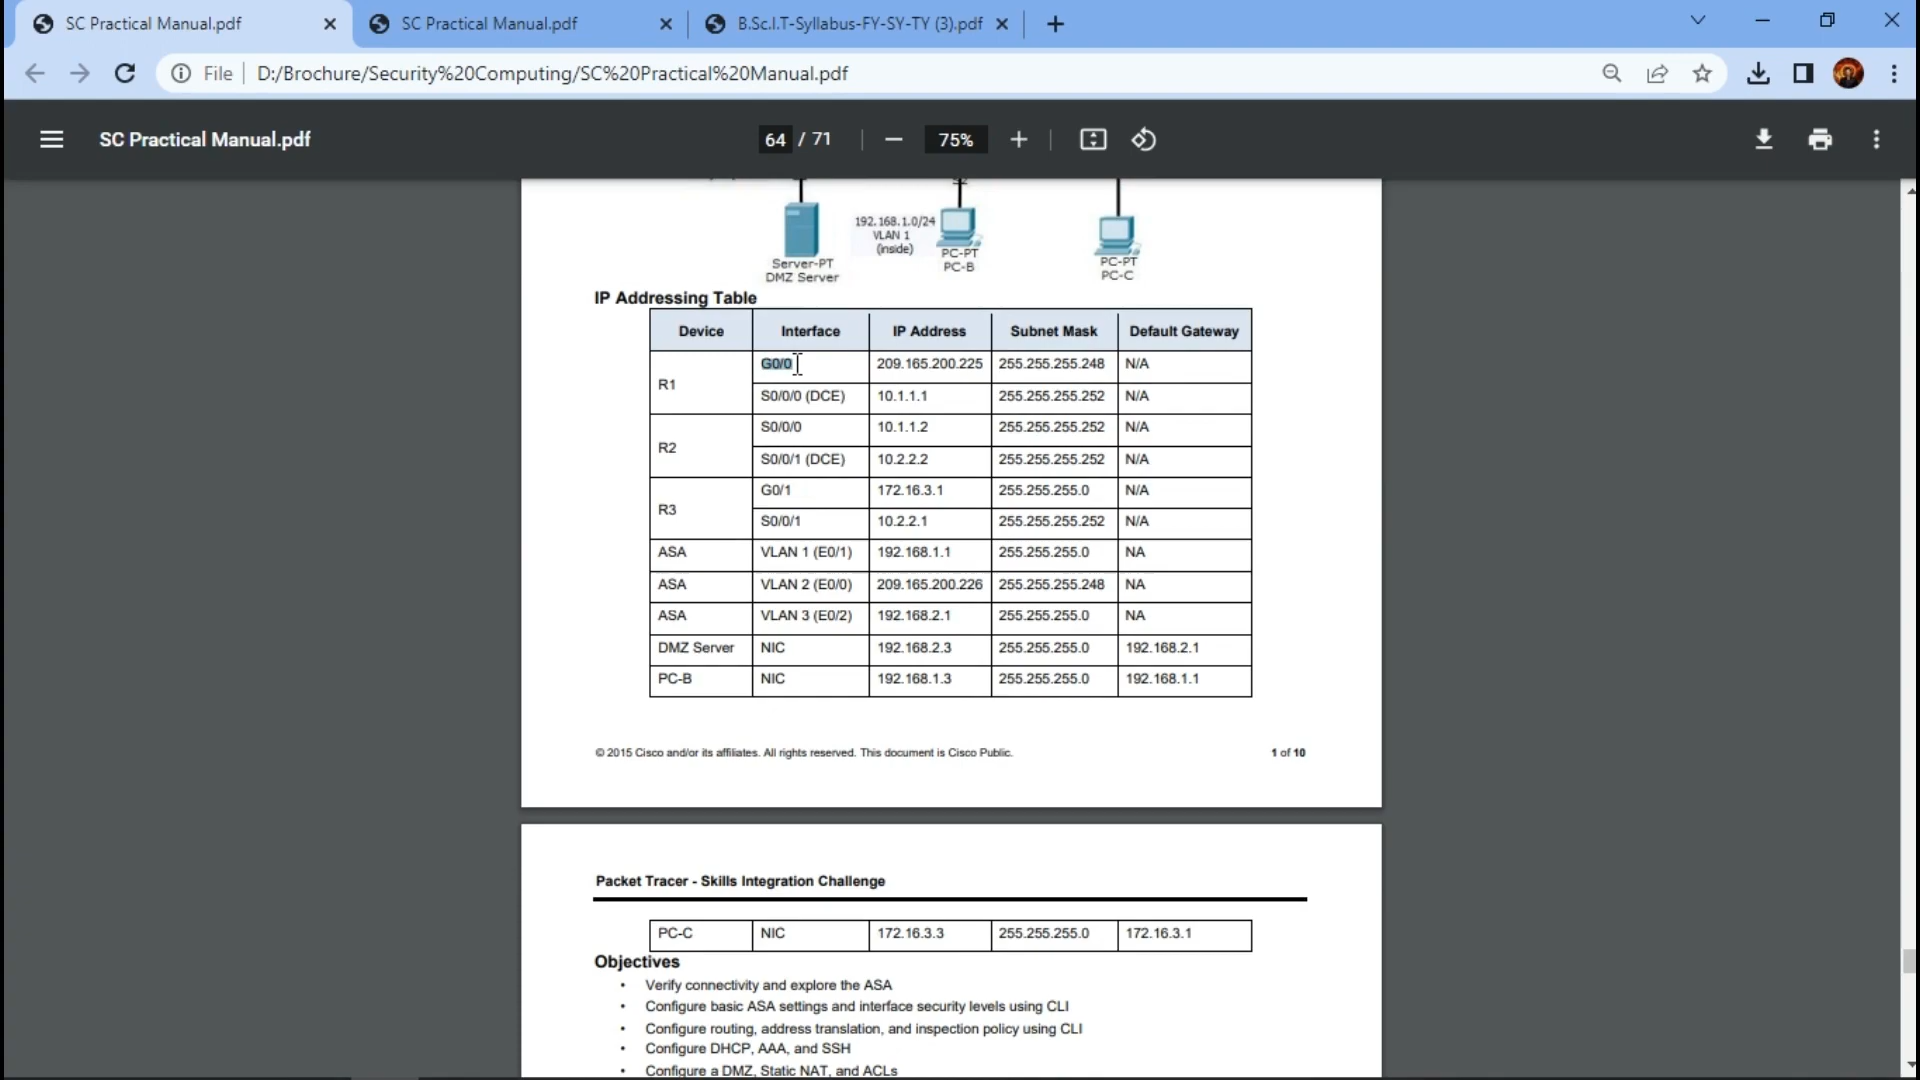 SC Practical Manual.pdf
SC Practical Manual.pdf
B.Sc.I.T-Syllabus-FY-SY-TY (3).pdf
File
D:/Brochure/Security%20Computing/SC%20Practical%20Manual.pdf
SC Practical Manual.pdf
64 / 71
75%
192.168.1.0/24
VLAN 1
(inside)
Server-PT
DMZ Server
PC-PT
PC-B
PC-PT
PC-C
IP Addressing Table
Device Interface IP Address Subnet Mask Default Gateway
R1
G0/0 209.165.200.225 255.255.255.248 N/A
S0/0/0 (DCE) 10.1.1.1 255.255.255.252 N/A
R2
S0/0/0 10.1.1.2 255.255.255.252 N/A
S0/0/1 (DCE) 10.2.2.2 255.255.255.252 N/A
R3
G0/1 172.16.3.1 255.255.255.0 N/A
S0/0/1 10.2.2.1 255.255.255.252 N/A
ASA VLAN 1 (E0/1) 192.168.1.1 255.255.255.0 NA
ASA VLAN 2 (E0/0) 209.165.200.226 255.255.255.248 NA
ASA VLAN 3 (E0/2) 192.168.2.1 255.255.255.0 NA
DMZ Server NIC 192.168.2.3 255.255.255.0 192.168.2.1
PC-B NIC 192.168.1.3 255.255.255.0 192.168.1.1
© 2015 Cisco and/or its affiliates. All rights reserved. This document is Cisco Public.
1 of 10
Packet Tracer - Skills Integration Challenge
PC-C NIC 172.16.3.3 255.255.255.0 172.16.3.1
Objectives
• Verify connectivity and explore the ASA
• Configure basic ASA settings and interface security levels using CLI
• Configure routing, address translation, and inspection policy using CLI
• Configure DHCP, AAA, and SSH
• Configure a DMZ, Static NAT, and ACLs